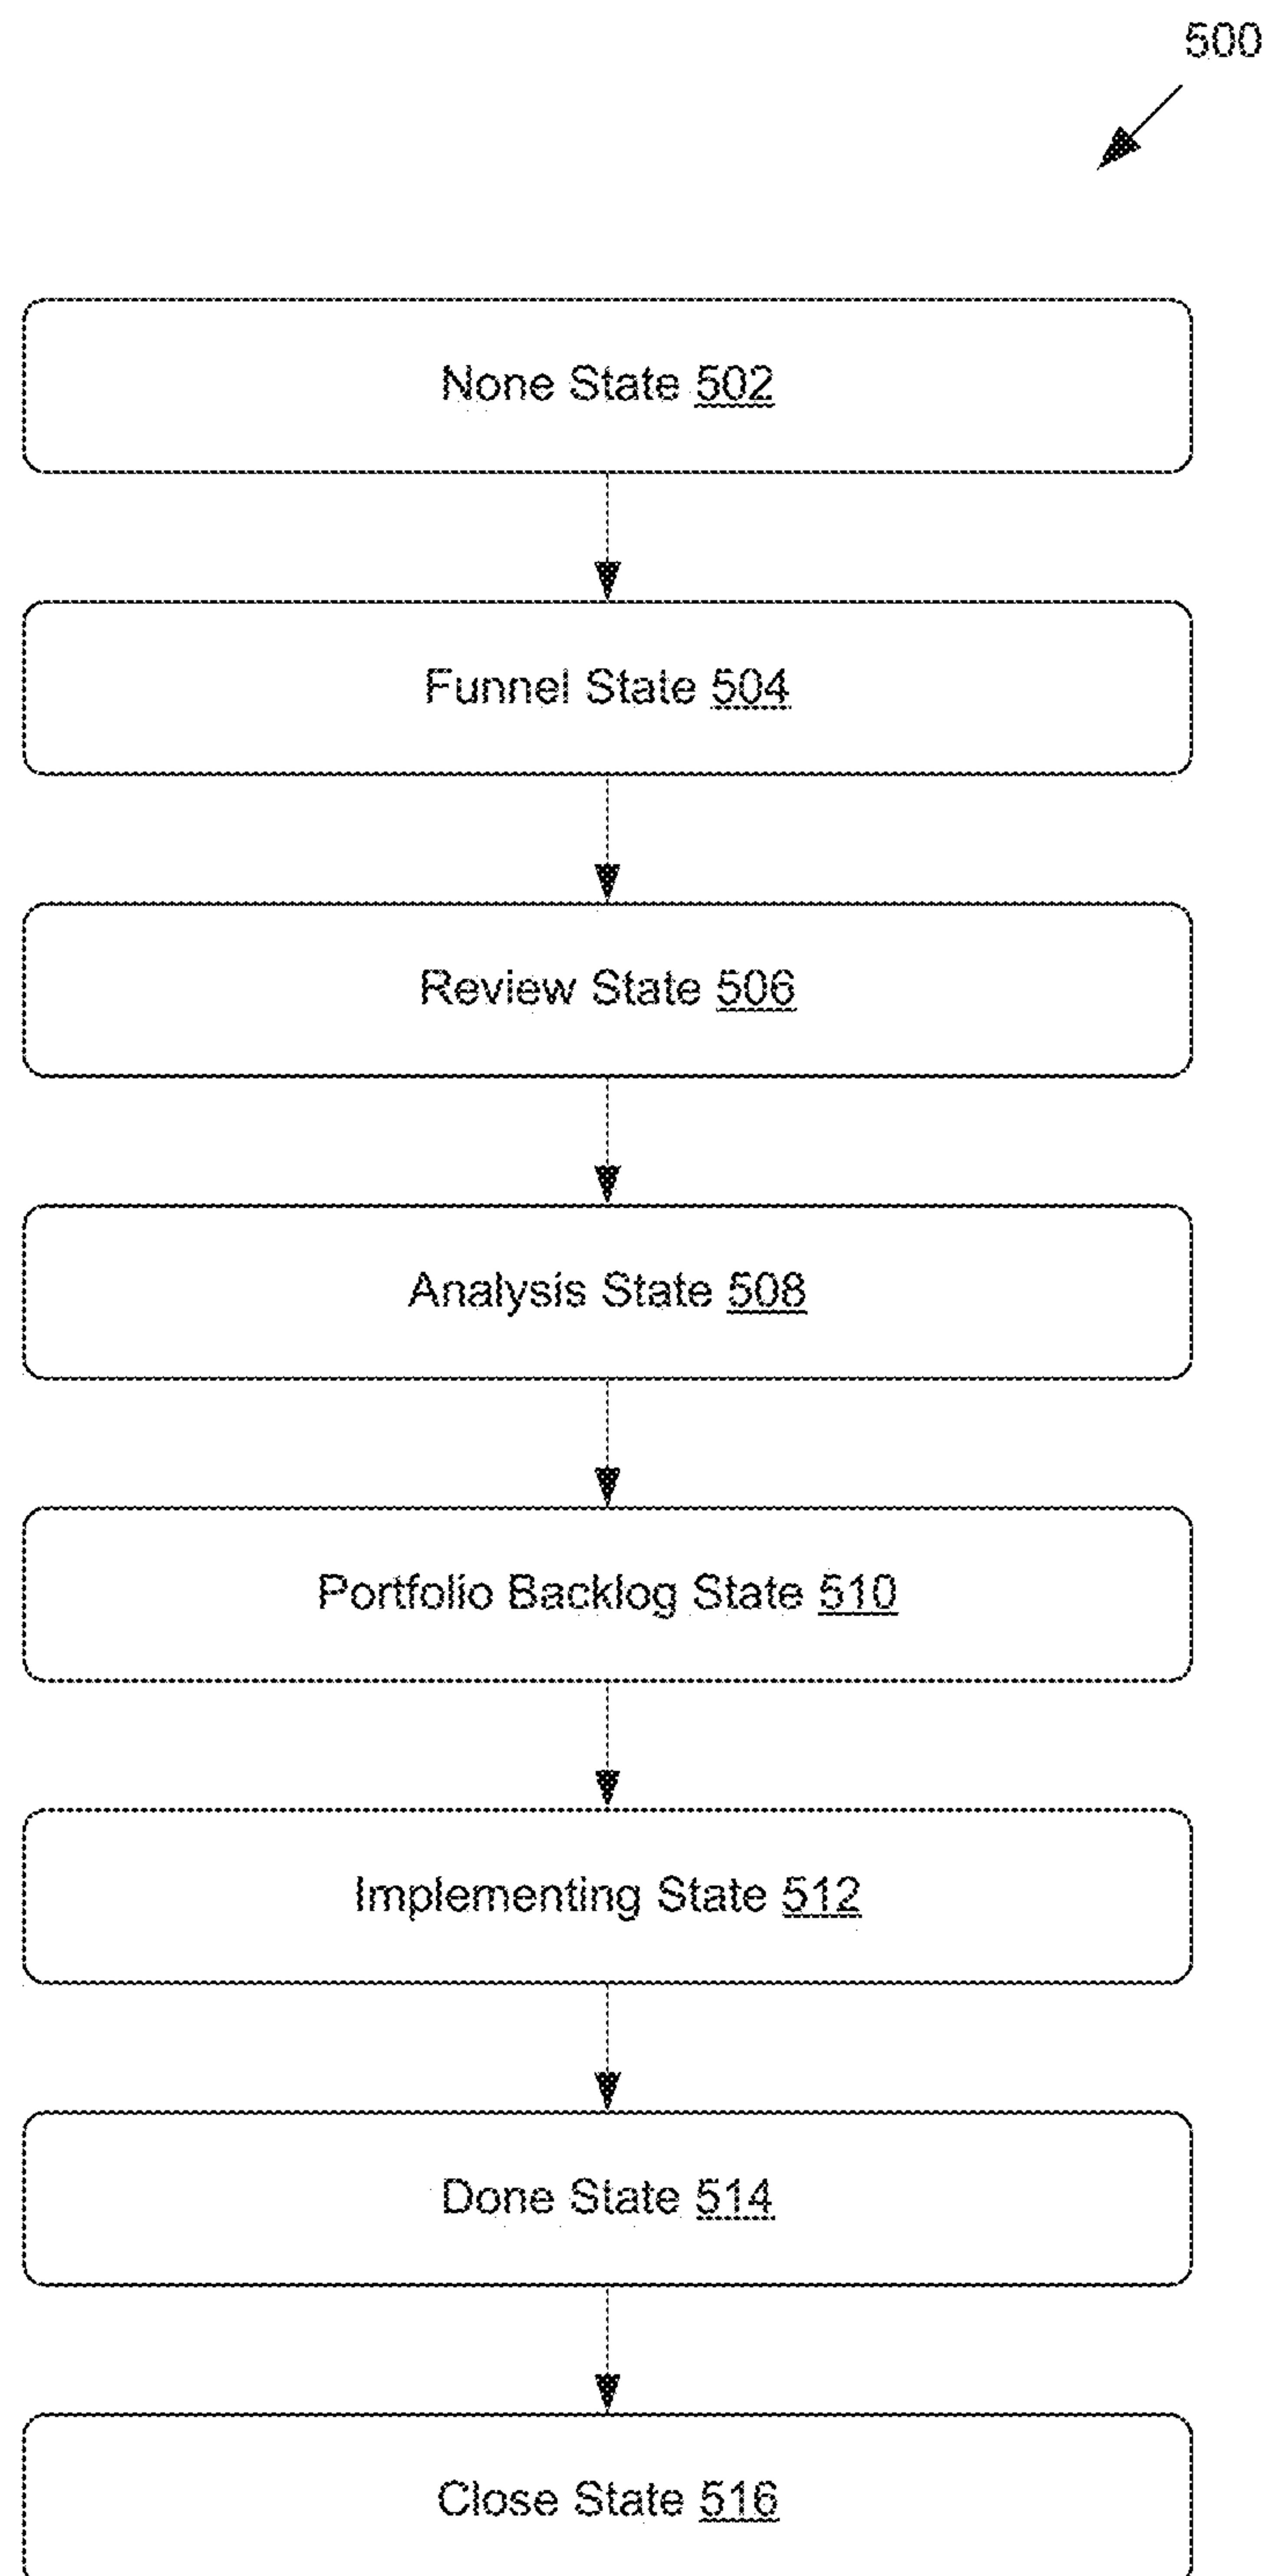 500
None State 502
Funnel State 504
Review State 506
Analysis State 508
Portfolio Backlog State 510
Implementing State 512
Done State 514
Close State 516